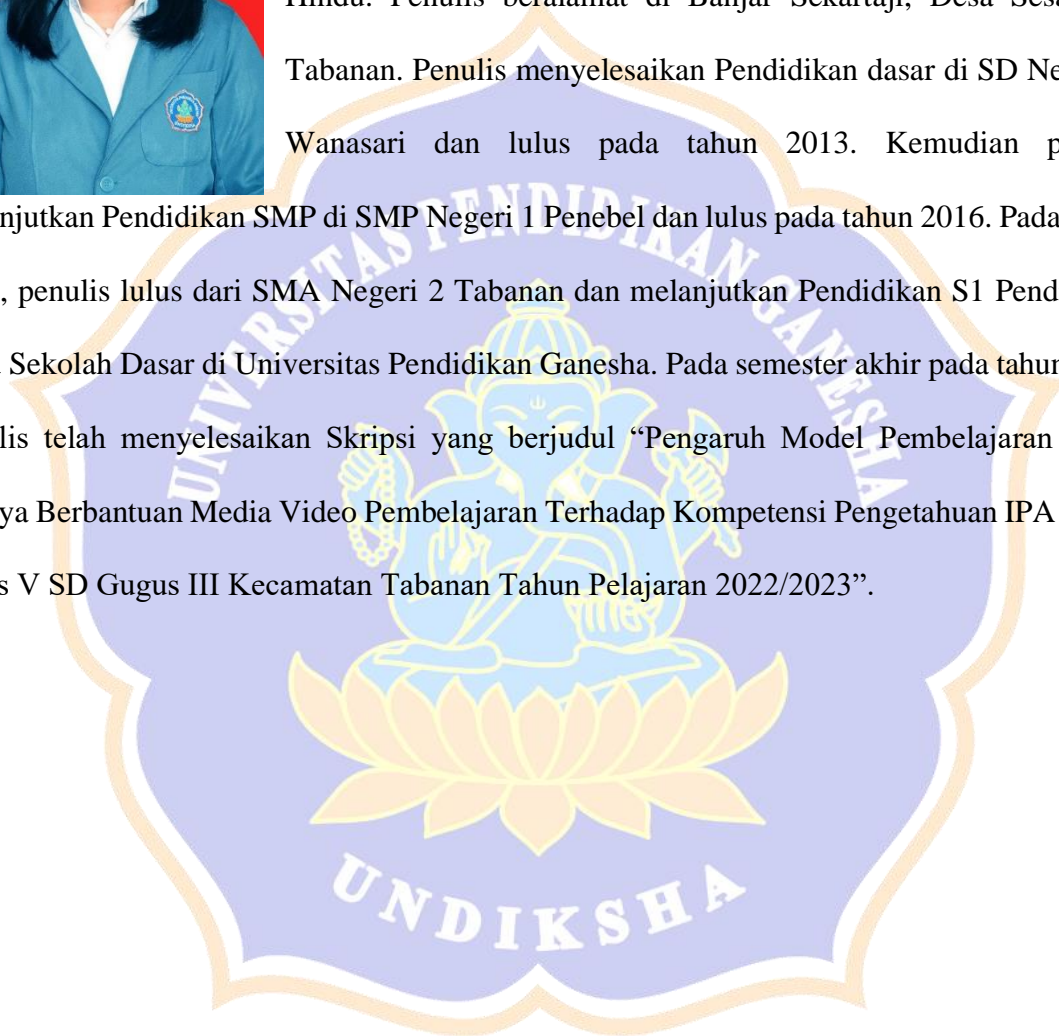 Hindu. Penulis beralamat di Banjar Sekartaji, Desa
Tabanan. Penulis menyelesaikan Pendidikan dasar di SD
Wanasari dan lulus pada tahun 2013. Kemudian
njutkan Pendidikan SMP di SMP Negeri 1 Penebel dan lulus pada tahun 2016. Pada
, penulis lulus dari SMA Negeri 2 Tabanan dan melanjutkan Pendidikan S1
Sekolah Dasar di Universitas Pendidikan Ganesha. Pada semester akhir pada tahun
lis telah menyelesaikan Skripsi yang berjudul “Pengaruh Model Pembelajaran
ya Berbantuan Media Video Pembelajaran Terhadap Kompetensi Pengetahuan IPA
s V SD Gugus III Kecamatan Tabanan Tahun Pelajaran 2022/2023”.
UNIVERSITAS PENDIDIKAN GANESHA
UNDIKSHA